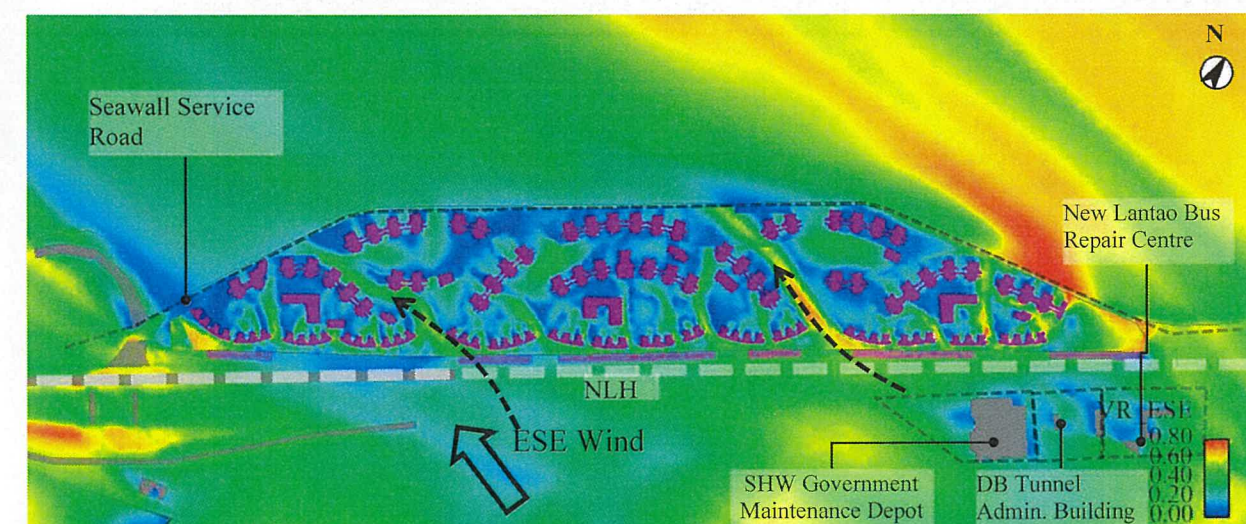 N
Seawall Service
Road
New Lantao Bus
Repair Centre
NLH
ESE Wind
SHW Government
Maintenance Depot
DB Tunnel
Admin. Building
VR ESE
0.80
0.60
0.40
0.20
0.00